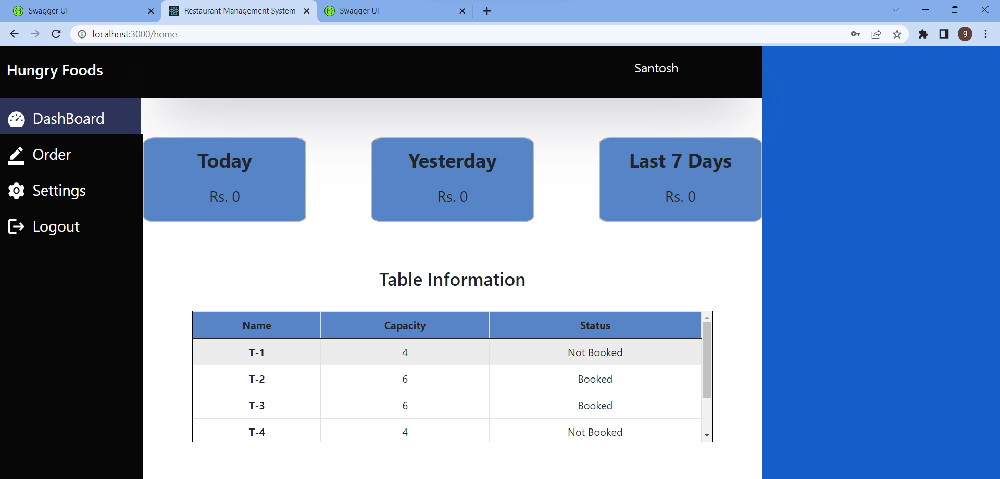 Swagger UI
Restaurant Management System
Swagger UI
localhost:3000/home
g
Hungry Foods
Santosh
DashBoard
Order
Settings
Logout
Today
Rs. 0
Yesterday
Rs. 0
Last 7 Days
Rs. 0
Table Information
Name Capacity Status
T-1 4 Not Booked
T-2 6 Booked
T-3 6 Booked
T-4 4 Not Booked